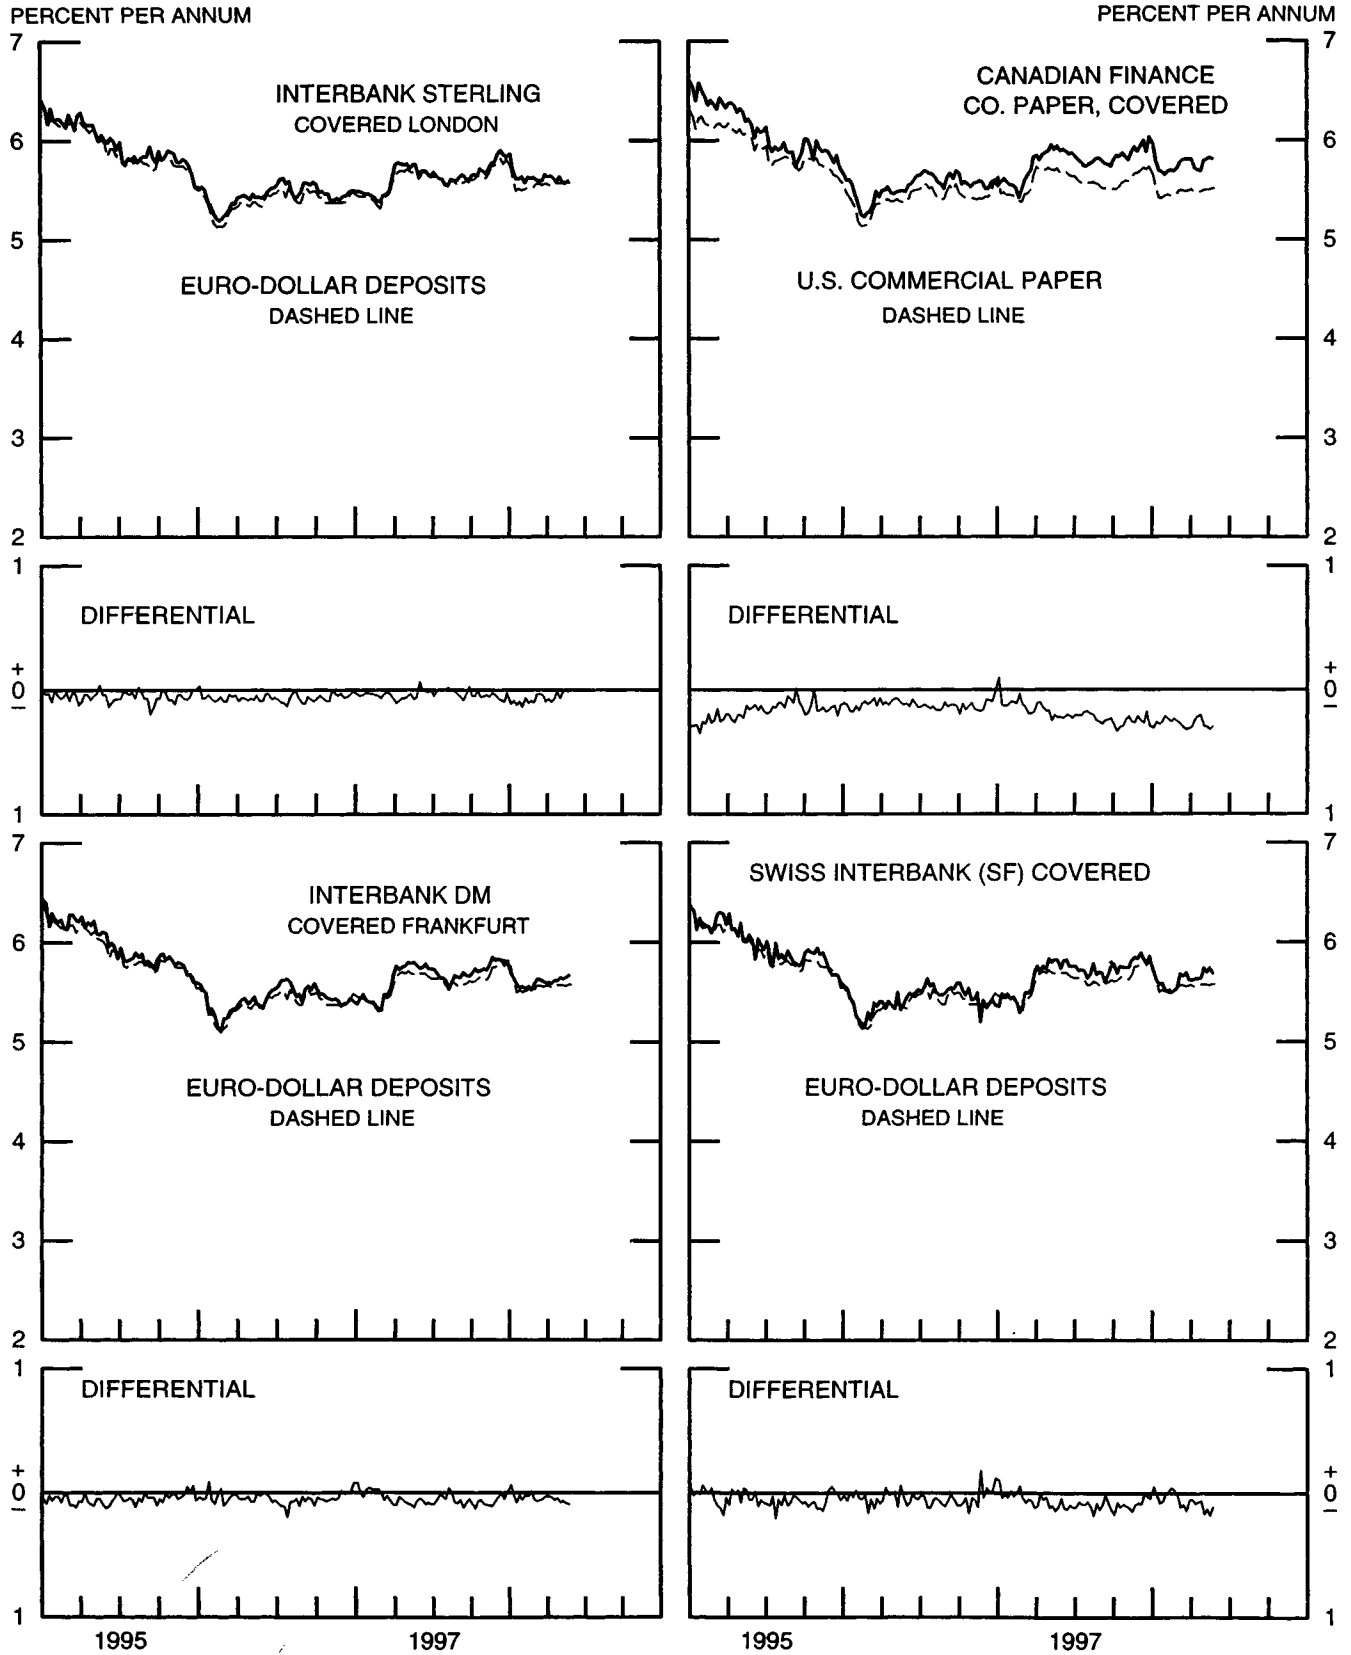 PERCENT PER ANNUM
PERCENT PER ANNUM
7
6
5
4
3
2
INTERBANK STERLING
COVERED LONDON
EURO-DOLLAR DEPOSITS
DASHED LINE
CANADIAN FINANCE
CO. PAPER, COVERED
U.S. COMMERCIAL PAPER
DASHED LINE
7
6
5
4
3
2
1
+
0
–
1
DIFFERENTIAL
DIFFERENTIAL
1
+
0
–
1
7
6
5
4
3
2
INTERBANK DM
COVERED FRANKFURT
EURO-DOLLAR DEPOSITS
DASHED LINE
SWISS INTERBANK (SF) COVERED
EURO-DOLLAR DEPOSITS
DASHED LINE
7
6
5
4
3
2
1
+
0
–
1
DIFFERENTIAL
DIFFERENTIAL
1
+
0
–
1
1995 1997
1995 1997